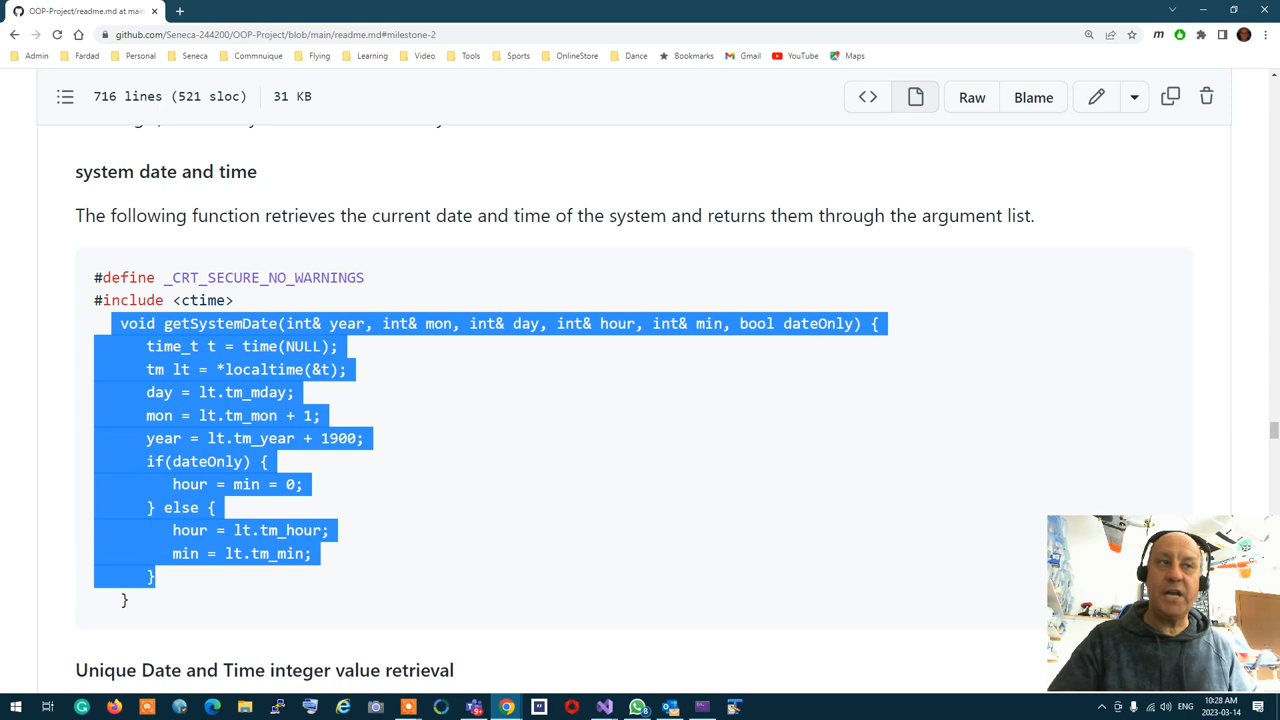 OOP-Project/readme.md at main
github.com/Seneca-244200/OOP-Project/blob/main/readme.md#milestone-2
Admin Fardad Personal Seneca Commnuique Flying Learning Video Tools Sports OnlineStore Dance Bookmarks Gmail YouTube Maps
716 lines (521 sloc) 31 KB
Raw Blame
system date and time
The following function retrieves the current date and time of the system and returns them through the argument list.
#define _CRT_SECURE_NO_WARNINGS
#include <ctime>
void getSystemDate(int& year, int& mon, int& day, int& hour, int& min, bool dateOnly) {
time_t t = time(NULL);
tm lt = *localtime(&t);
day = lt.tm_mday;
mon = lt.tm_mon + 1;
year = lt.tm_year + 1900;
if(dateOnly) {
hour = min = 0;
} else {
hour = lt.tm_hour;
min = lt.tm_min;
}
}
Unique Date and Time integer value retrieval
ENG
10:28 AM
2023-03-14